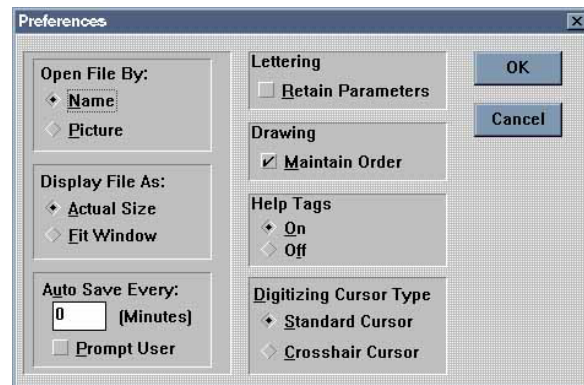 Preferences
Open File By:
Name
Picture
Display File As:
Actual Size
Fit Window
Auto Save Every:
0 (Minutes)
Prompt User
Lettering
Retain Parameters
Drawing
Maintain Order
Help Tags
On
Off
Digitizing Cursor Type
Standard Cursor
Crosshair Cursor
OK
Cancel